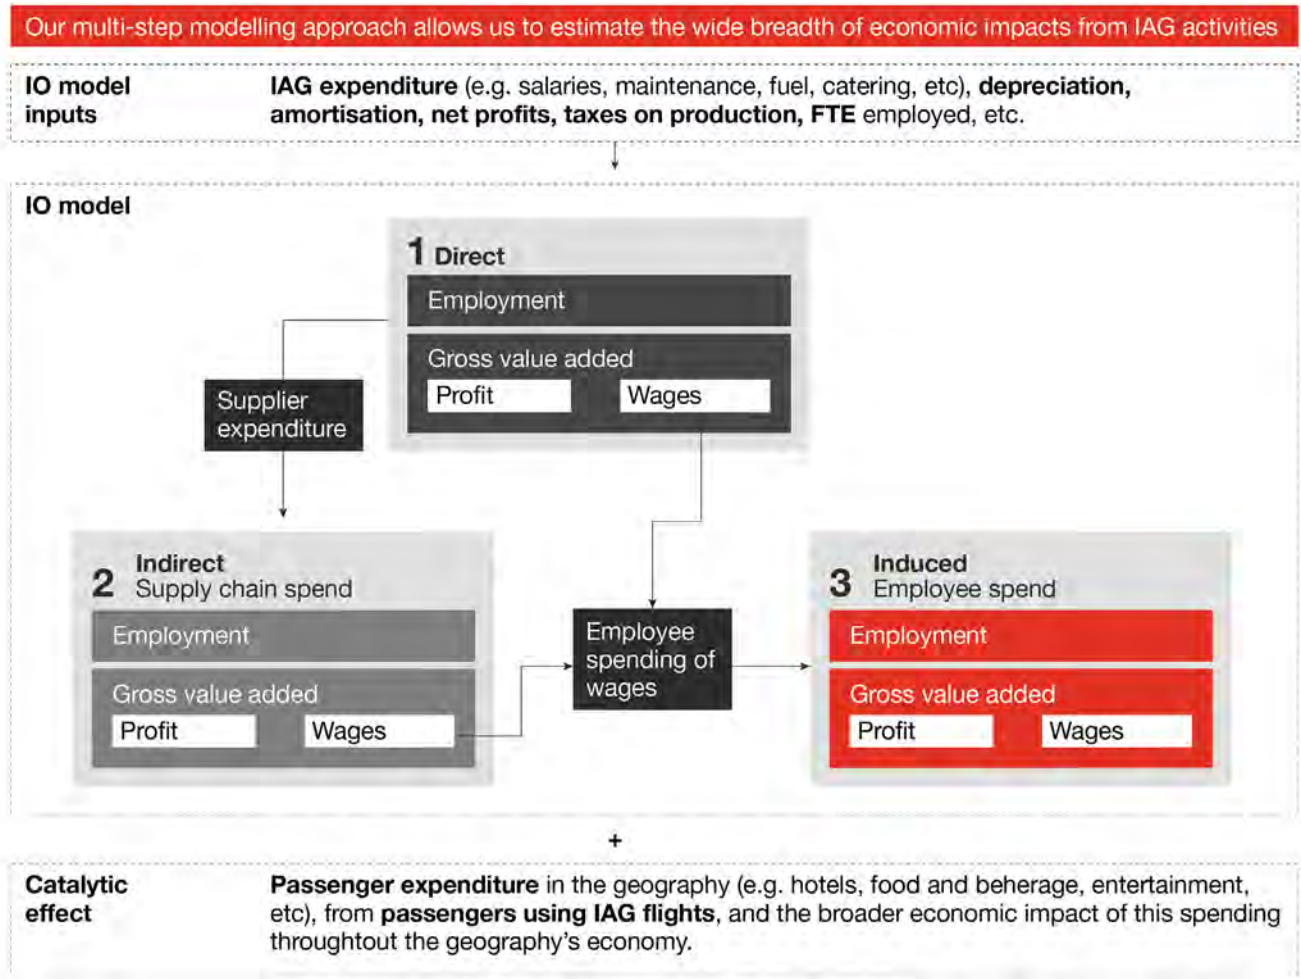 Our multi-step modelling approach allows us to estimate the wide breadth of economic impacts from IAG activities
IO model
inputs
IAG expenditure (e.g. salaries, maintenance, fuel, catering, etc), depreciation,
amortisation, net profits, taxes on production, FTE employed, etc.
IO model
1 Direct
Employment
Gross value added
Profit
Wages
Supplier
expenditure
2 Indirect
Supply chain spend
Employment
Gross value added
Profit
Wages
Employee
spending of
wages
3 Induced
Employee spend
Employment
Gross value added
Profit
Wages
+
Catalytic
effect
Passenger expenditure in the geography (e.g. hotels, food and beherage, entertainment,
etc), from passengers using IAG flights, and the broader economic impact of this spending
throughtout the geography's economy.